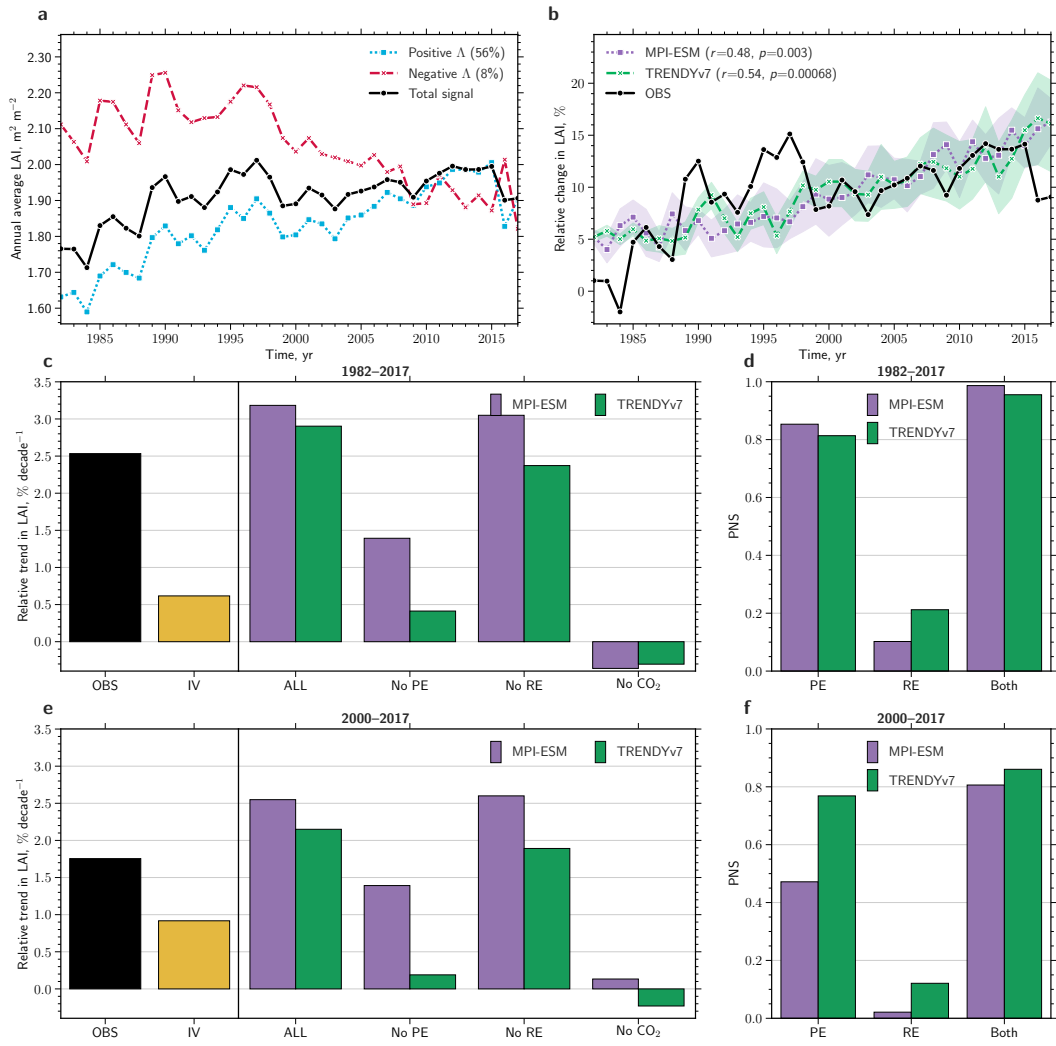 a
Annual average LAI, m² m⁻²
2.30
2.20
2.10
2.00
1.90
1.80
1.70
1.60
Positive Λ (56%)
Negative Λ (8%)
Total signal
1985 1990 1995 2000 2005 2010 2015
Time, yr
b
Relative change in LAI, %
20
15
10
5
0
MPI-ESM (r=0.48, p=0.003)
TRENDYv7 (r=0.54, p=0.00068)
OBS
1985 1990 1995 2000 2005 2010 2015
Time, yr
c
1982–2017
Relative trend in LAI, % decade⁻¹
3.5
3.0
2.5
2.0
1.5
1.0
0.5
0.0
MPI-ESM TRENDYv7
OBS IV ALL No PE No RE No CO₂
d
1982–2017
PNS
1.0
0.8
0.6
0.4
0.2
0.0
MPI-ESM
TRENDYv7
PE RE Both
e
2000–2017
Relative trend in LAI, % decade⁻¹
3.5
3.0
2.5
2.0
1.5
1.0
0.5
0.0
MPI-ESM TRENDYv7
OBS IV ALL No PE No RE No CO₂
f
2000–2017
PNS
1.0
0.8
0.6
0.4
0.2
0.0
MPI-ESM
TRENDYv7
PE RE Both